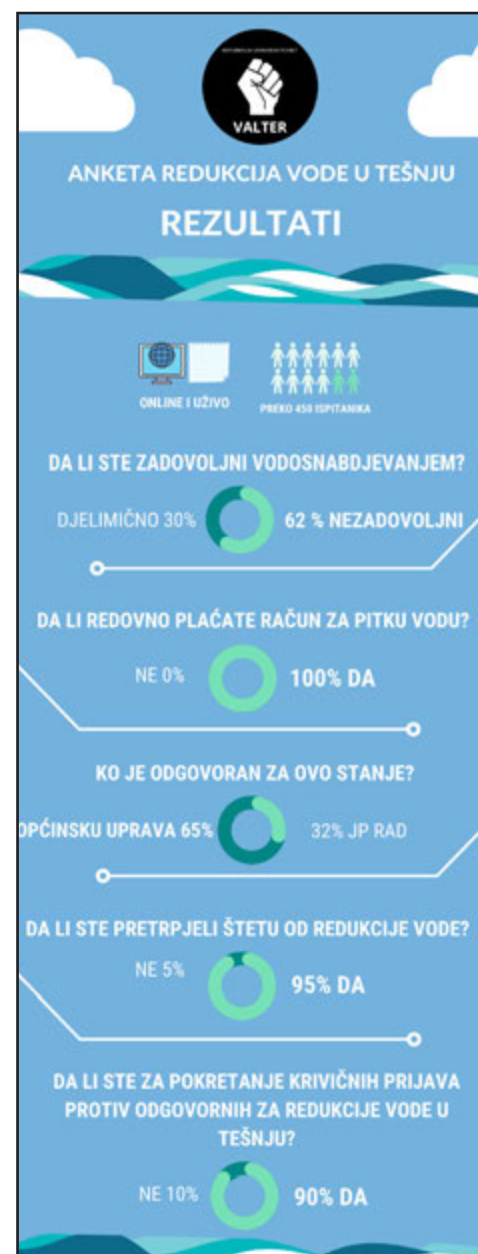 VALTER
ANKETA REDUKCIJA VODE U TEŠNJU
REZULTATI
ONLINE I UŽIVO
PREKO 450 ISPITANIKA
DA LI STE ZADOVOLJNI VODOSNABDJEVANJEM?
DJELIMIČNO 30%
62 % NEZADOVOLJNI
DA LI REDOVNO PLAĆATE RAČUN ZA PITKU VODU?
NE 0%
100% DA
KO JE ODGOVORAN ZA OVO STANJE?
OPĆINSKU UPRAVA 65%
32% JP RAD
DA LI STE PRETRPJELI ŠTETU OD REDUKCIJE VODE?
NE 5%
95% DA
DA LI STE ZA POKRETANJE KRIVIČNIH PRIJAVA
PROTIV ODGOVORNIH ZA REDUKCIJE VODE U
TEŠNJU?
NE 10%
90% DA